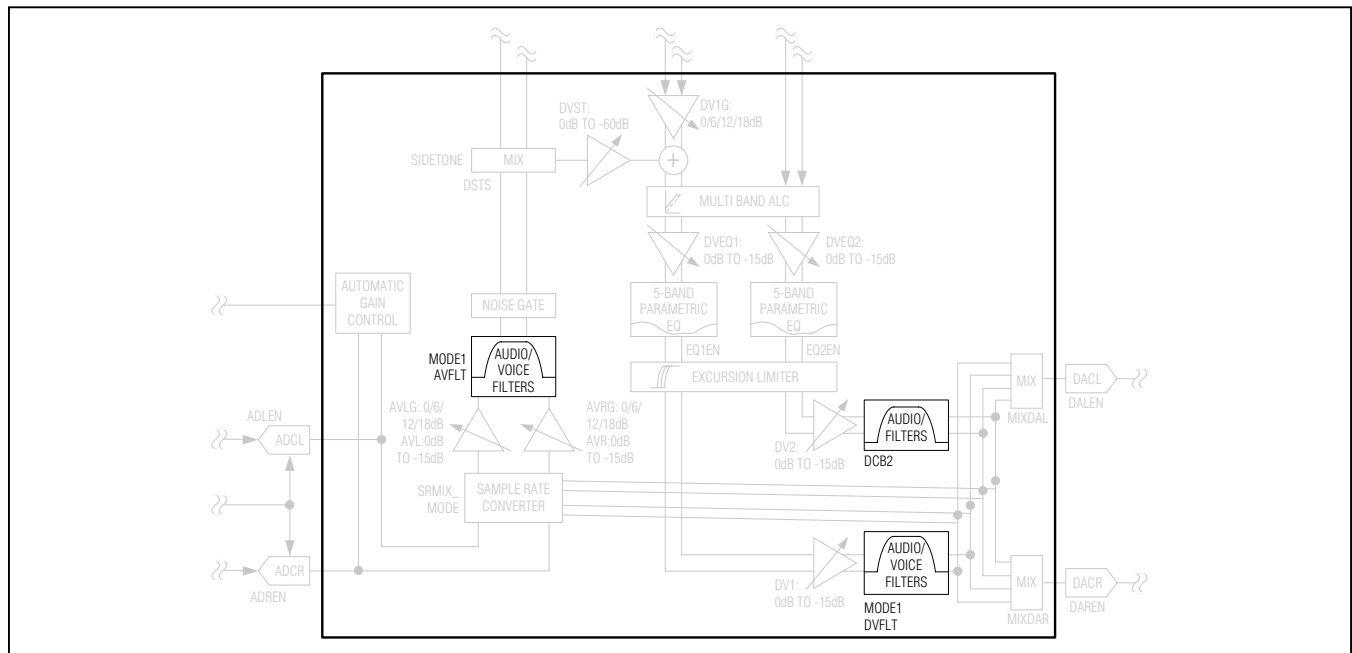 DVST:
0dB TO -60dB
DV1G:
0/6/12/18dB
SIDETONE
MIX
+
DSTS
MULTI BAND ALC
DVEQ1:
0dB TO -15dB
DVEQ2:
0dB TO -15dB
AUTOMATIC
GAIN
CONTROL
NOISE GATE
5-BAND
PARAMETRIC
EQ
5-BAND
PARAMETRIC
EQ
EQ1EN
EQ2EN
MODE1
AVFLT
AUDIO/
VOICE
FILTERS
EXCURSION LIMITER
MIX
DACL
DALEN
MIXDAL
AVLG: 0/6/
12/18dB
AVL:0dB
TO -15dB
AVRG: 0/6/
12/18dB
AVR:0dB
TO -15dB
ADLEN
ADCL
DV2:
0dB TO -15dB
AUDIO/
FILTERS
DCB2
SRMIX_
MODE
SAMPLE RATE
CONVERTER
ADCR
ADREN
DV1:
0dB TO -15dB
AUDIO/
VOICE
FILTERS
MODE1
DVFLT
MIX
DACR
DAREN
MIXDAR